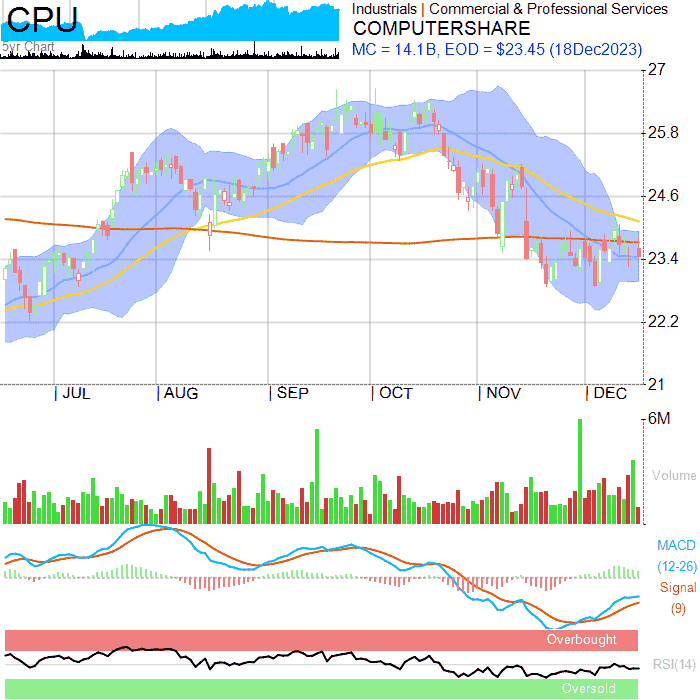 CPU
5yr Chart
Industrials | Commercial & Professional Services
COMPUTERSHARE
MC = 14.1B, EOD = $23.45 (18Dec2023)
27
25.8
24.6
23.4
22.2
21
JUL
AUG
SEP
OCT
NOV
DEC
6M
Volume
MACD
(12-26)
Signal
(9)
Overbought
RSI(14)
Oversold